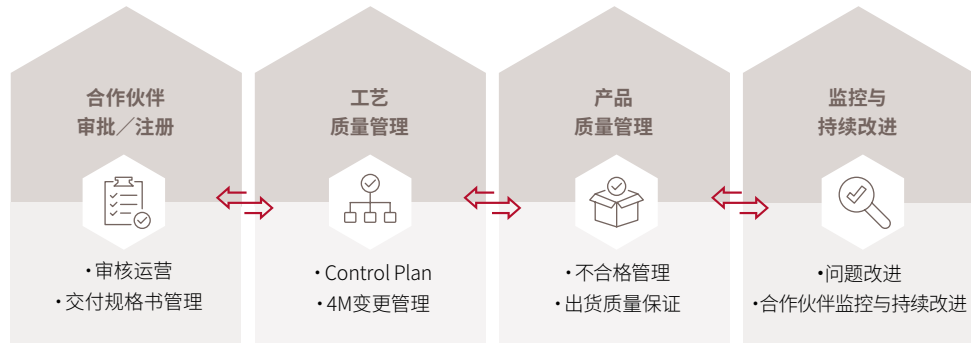 合作伙伴
审批／注册
・审核运营
・交付规格书管理
工艺
质量管理
・Control Plan
・4M变更管理
产品
质量管理
・不合格管理
・出货质量保证
监控与
持续改进
・问题改进
・合作伙伴监控与持续改进